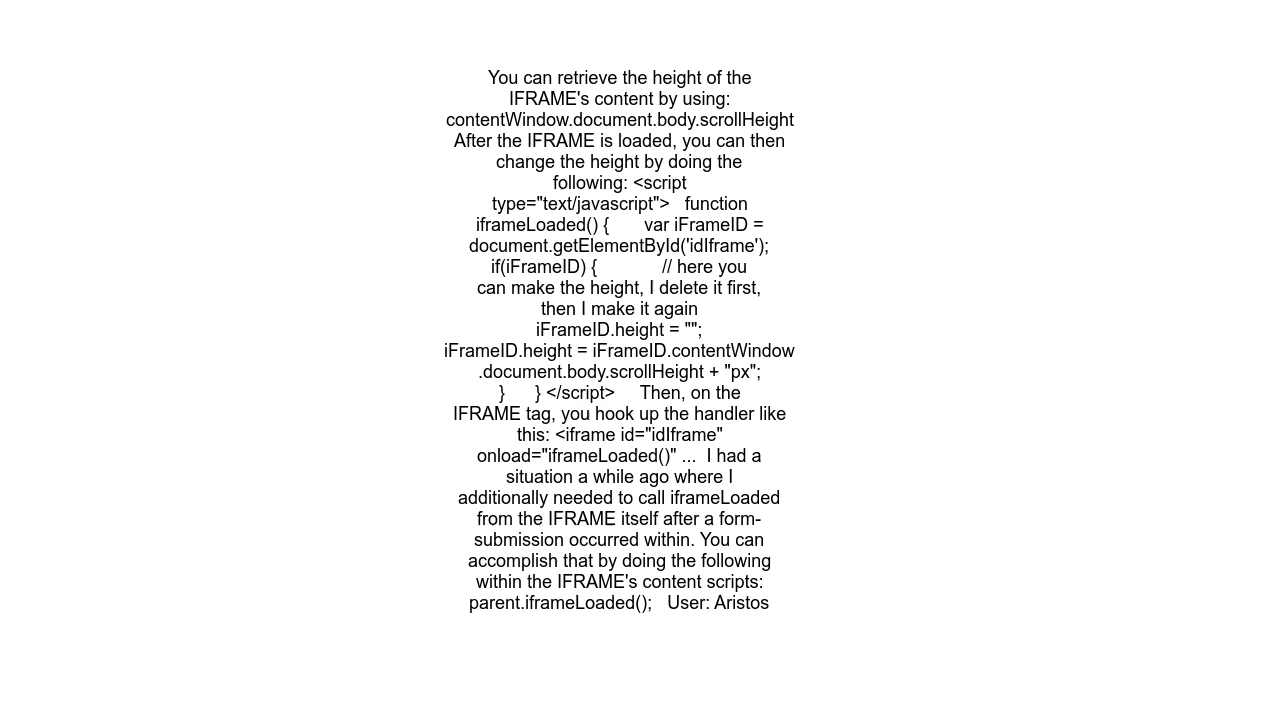 You can retrieve the height of the
IFRAME's content by using:
contentWindow.document.body.scrollHeight
After the IFRAME is loaded, you can then
change the height by doing the
following: <script
type="text/javascript">   function
iframeLoaded() {       var iFrameID =
document.getElementById('idIframe');
if(iFrameID) {             // here you
can make the height, I delete it first,
then I make it again
iFrameID.height = "";
iFrameID.height = iFrameID.contentWindow
.document.body.scrollHeight + "px";
}      } </script>     Then, on the
IFRAME tag, you hook up the handler like
this: <iframe id="idIframe"
onload="iframeLoaded()" ...  I had a
situation a while ago where I
additionally needed to call iframeLoaded
from the IFRAME itself after a form-
submission occurred within. You can
accomplish that by doing the following
within the IFRAME's content scripts:
parent.iframeLoaded();   User: Aristos